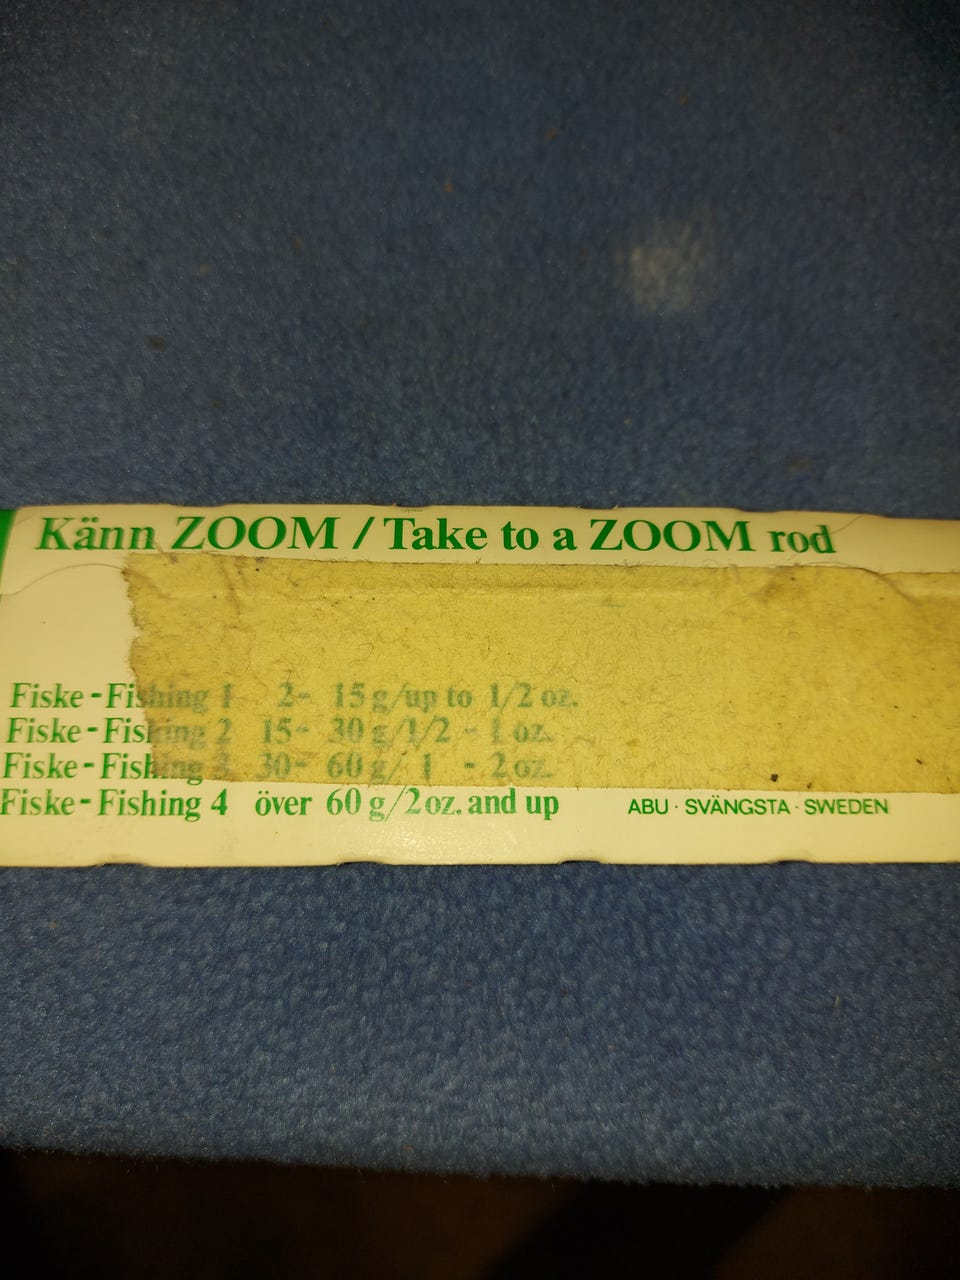 Känn ZOOM / Take to a ZOOM rod
Fiske - Fishing 1 2- 15 g/up to 1/2 oz.
Fiske - Fishing 2 15- 30 g/1/2 - 1 oz.
Fiske - Fishing 3 30- 60 g/ 1 - 2 oz.
Fiske - Fishing 4 över 60 g/2 oz. and up
ABU · SVÄNGSTA · SWEDEN